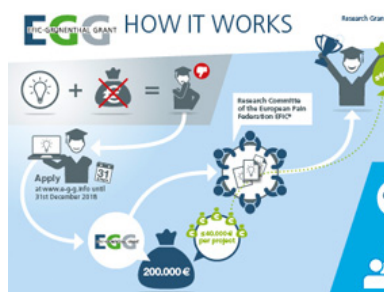 EFIC-GRÜNENTHAL GRANT
EGG
HOW IT WORKS
Research Gran
Research Committee
of the European Pain
Federation EFIC®
31
Apply
at www.e-g-g.info until
31st December 2018
EGG
€40.000€
per project
200.000 €